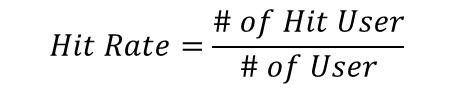 # of Hit User
Hit Rate =
# of User